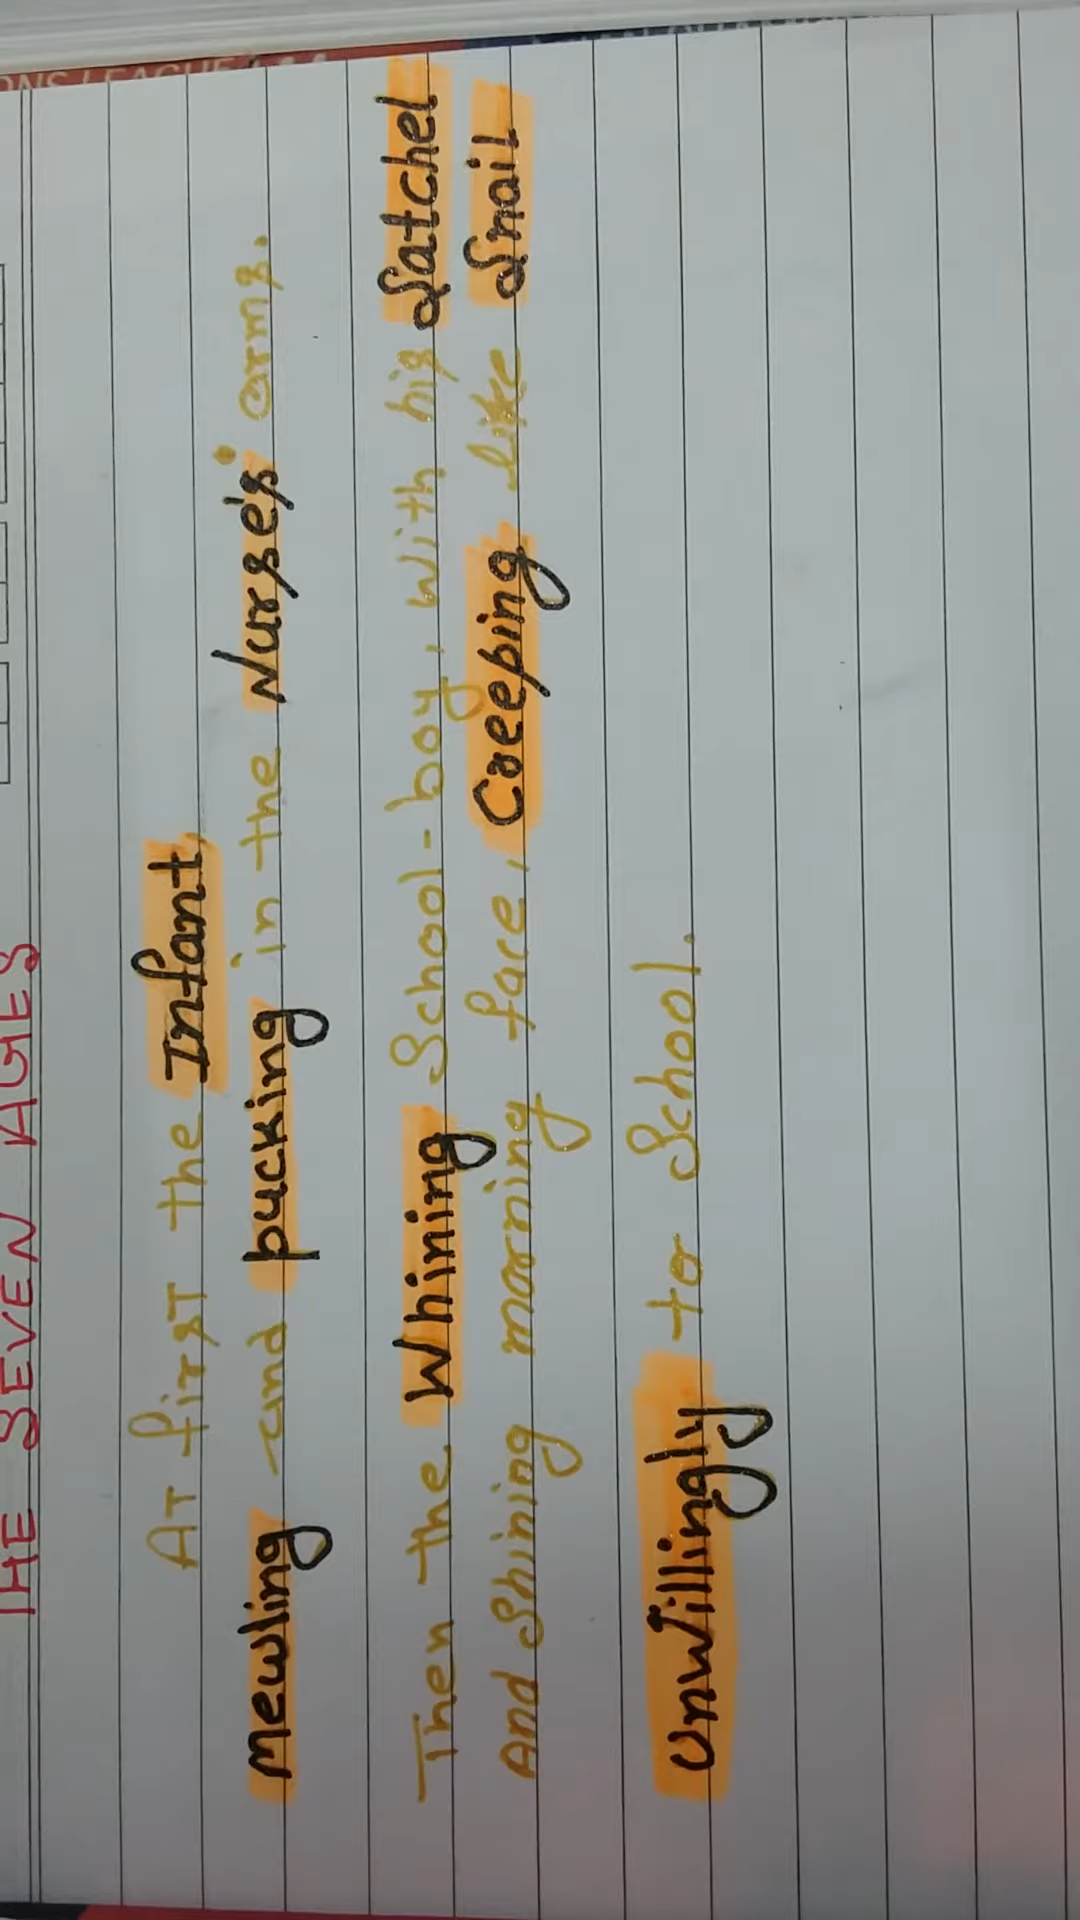 THE SEVEN AGES
AT first the Infant,
mewling and pucking in the Nurse's arms.
Then the Whining School-boy, with his Satchel
And Shining morning face, Creeping like Snail
unwillingly to School.